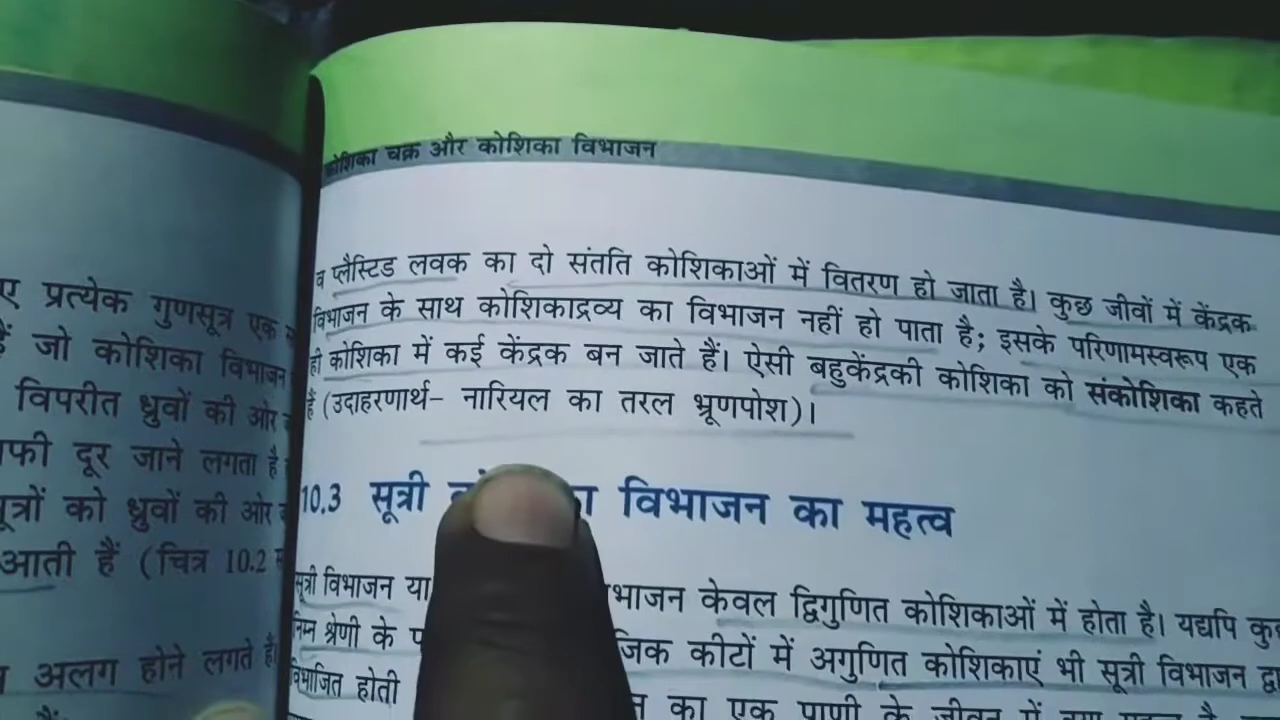 कोशिका चक्र और कोशिका विभाजन
ए प्रत्येक गुणसूत्र एक
जो कोशिका विभाजन
विपरीत ध्रुवों की ओर
दूर जाने लगता है
को ध्रुवों की ओर
आती हैं (चित्र 10.2
अलग होने लगते हैं।
व प्लैस्टिड लवक का दो संतति कोशिकाओं में वितरण हो जाता है। कुछ जीवों में केंद्रक
विभाजन के साथ कोशिकाद्रव्य का विभाजन नहीं हो पाता है; इसके परिणामस्वरूप एक
ही कोशिका में कई केंद्रक बन जाते हैं। ऐसी बहुकेंद्रकी कोशिका को संकोशिका कहते
हैं (उदाहरणार्थ- नारियल का तरल भ्रूणपोश)।
10.3 सूत्री विभाजन का महत्व
सूत्री विभाजन या भाजन केवल द्विगुणित कोशिकाओं में होता है। यद्यपि
निम्न श्रेणी के जिक कीटों में अगुणित कोशिकाएं भी सूत्री विभाजन
विभाजित होती का एक के जीवन में